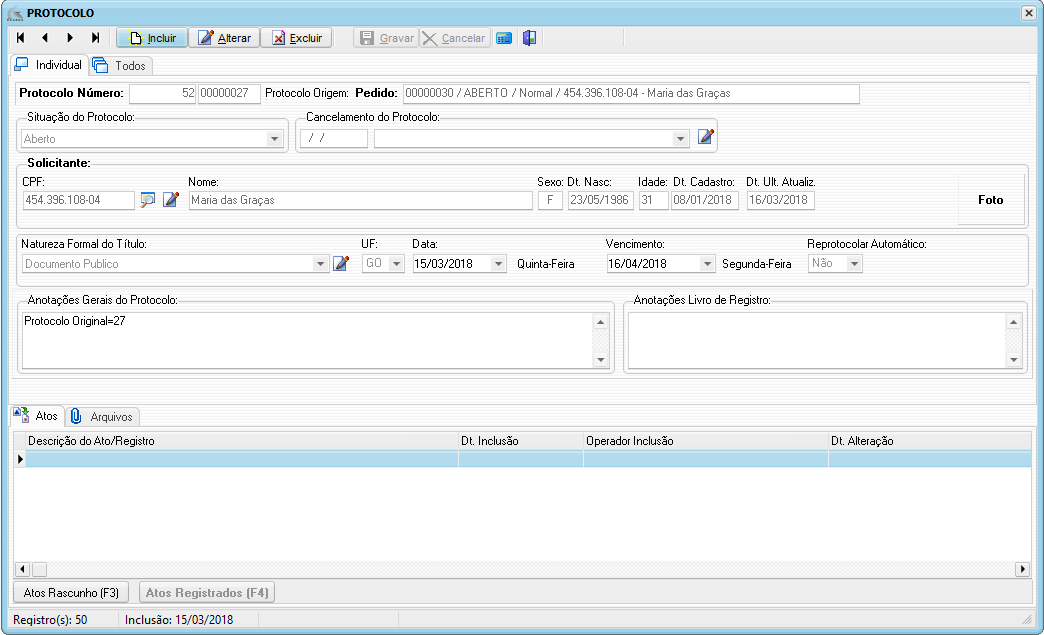 PROTOCOLO
Incluir Alterar Excluir Gravar Cancelar
Individual Todos
Protocolo Número: 52 00000027 Protocolo Origem: Pedido: 00000030 / ABERTO / Normal / 454.396.108-04 - Maria das Graças
Situação do Protocolo: Cancelamento do Protocolo:
Aberto / /
Solicitante:
CPF: Nome: Sexo: Dt. Nasc: Idade: Dt. Cadastro: Dt. Ult. Atualiz.
454.396.108-04 Maria das Graças F 23/05/1986 31 08/01/2018 16/03/2018 Foto
Natureza Formal do Título: UF: Data: Vencimento: Reprotocolar Automático:
Documento Publico GO 15/03/2018 Quinta-Feira 16/04/2018 Segunda-Feira Não
Anotações Gerais do Protocolo: Anotações Livro de Registro:
Protocolo Original=27
Atos Arquivos
Descrição do Ato/Registro Dt. Inclusão Operador Inclusão Dt. Alteração
Atos Rascunho (F3) Atos Registrados (F4)
Registro(s): 50 Inclusão: 15/03/2018